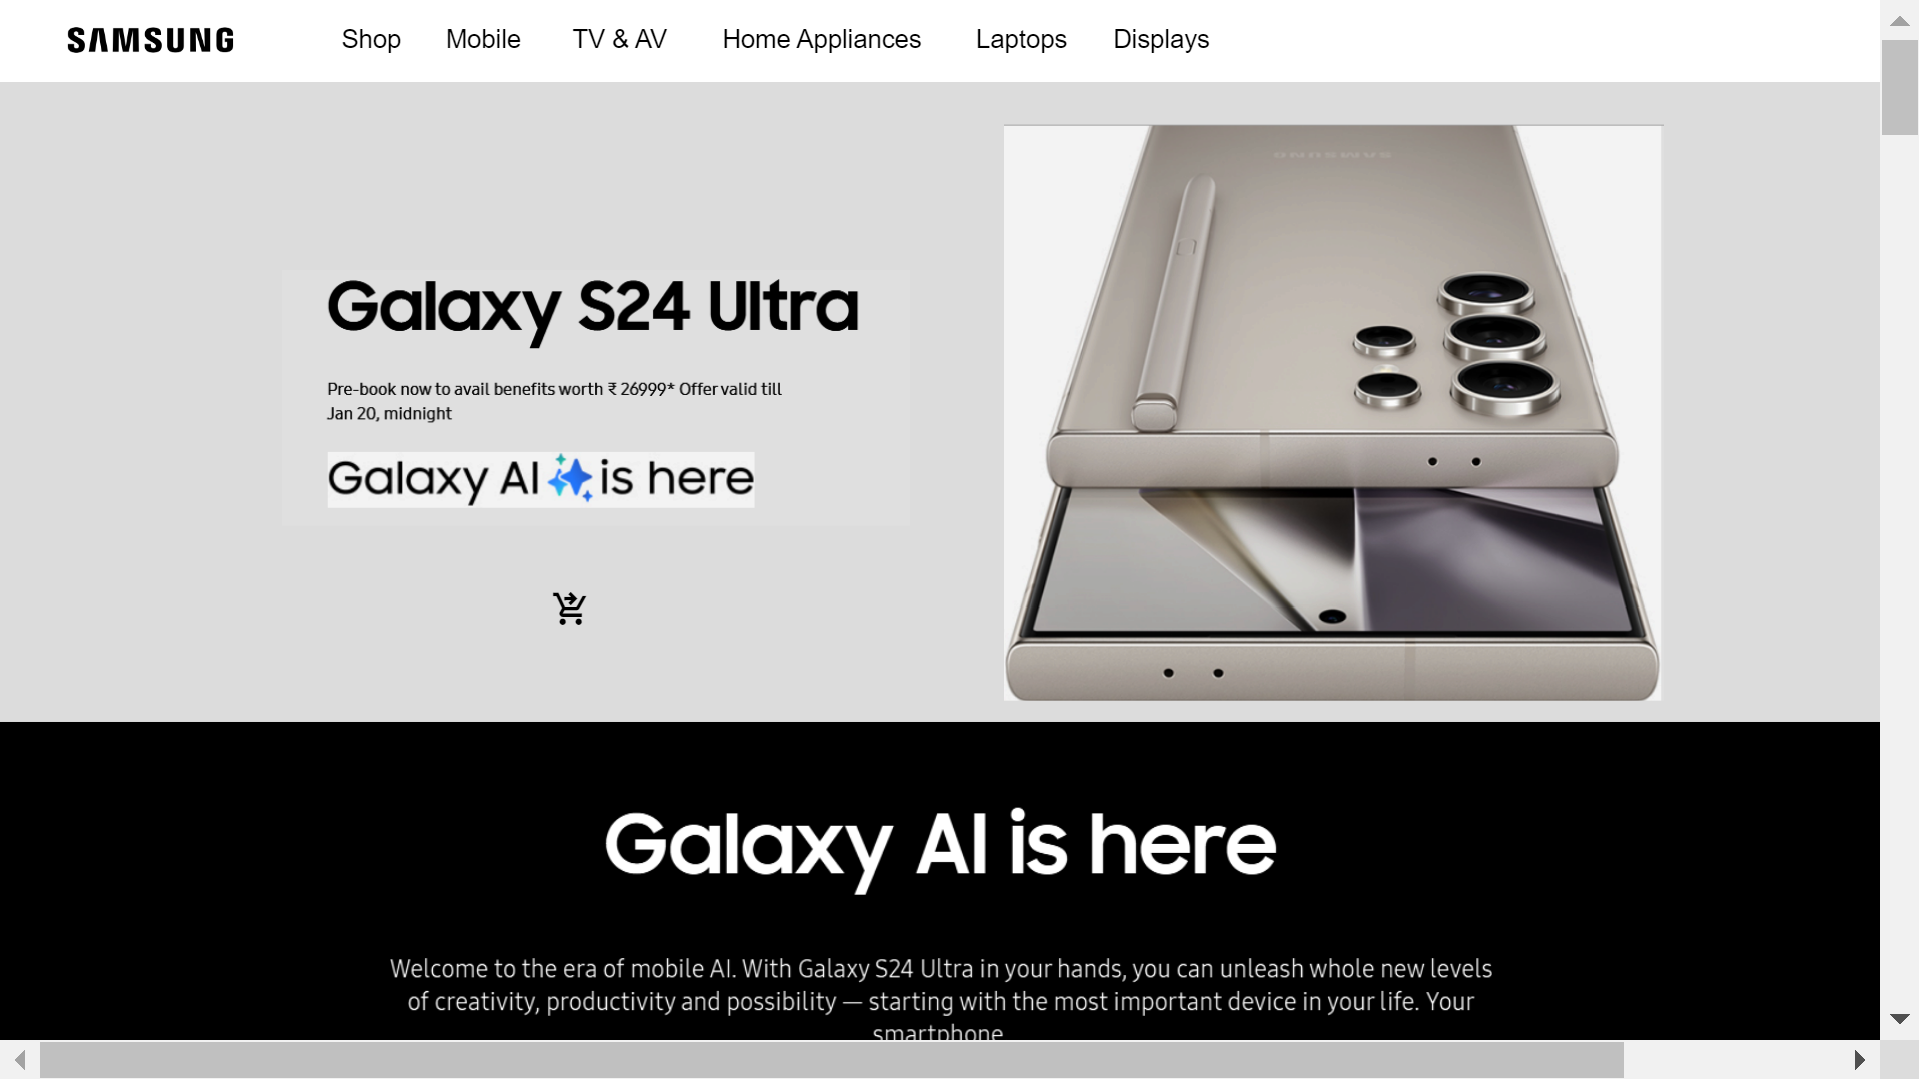 SAMSUNG
Shop Mobile TV & AV Home Appliances Laptops Displays
SAMSUNG
Galaxy S24 Ultra
Pre-book now to avail benefits worth ₹ 26999* Offer valid till
Jan 20, midnight
Galaxy AI is here
Galaxy AI is here
Welcome to the era of mobile AI. With Galaxy S24 Ultra in your hands, you can unleash whole new levels
of creativity, productivity and possibility — starting with the most important device in your life. Your
smartphone.